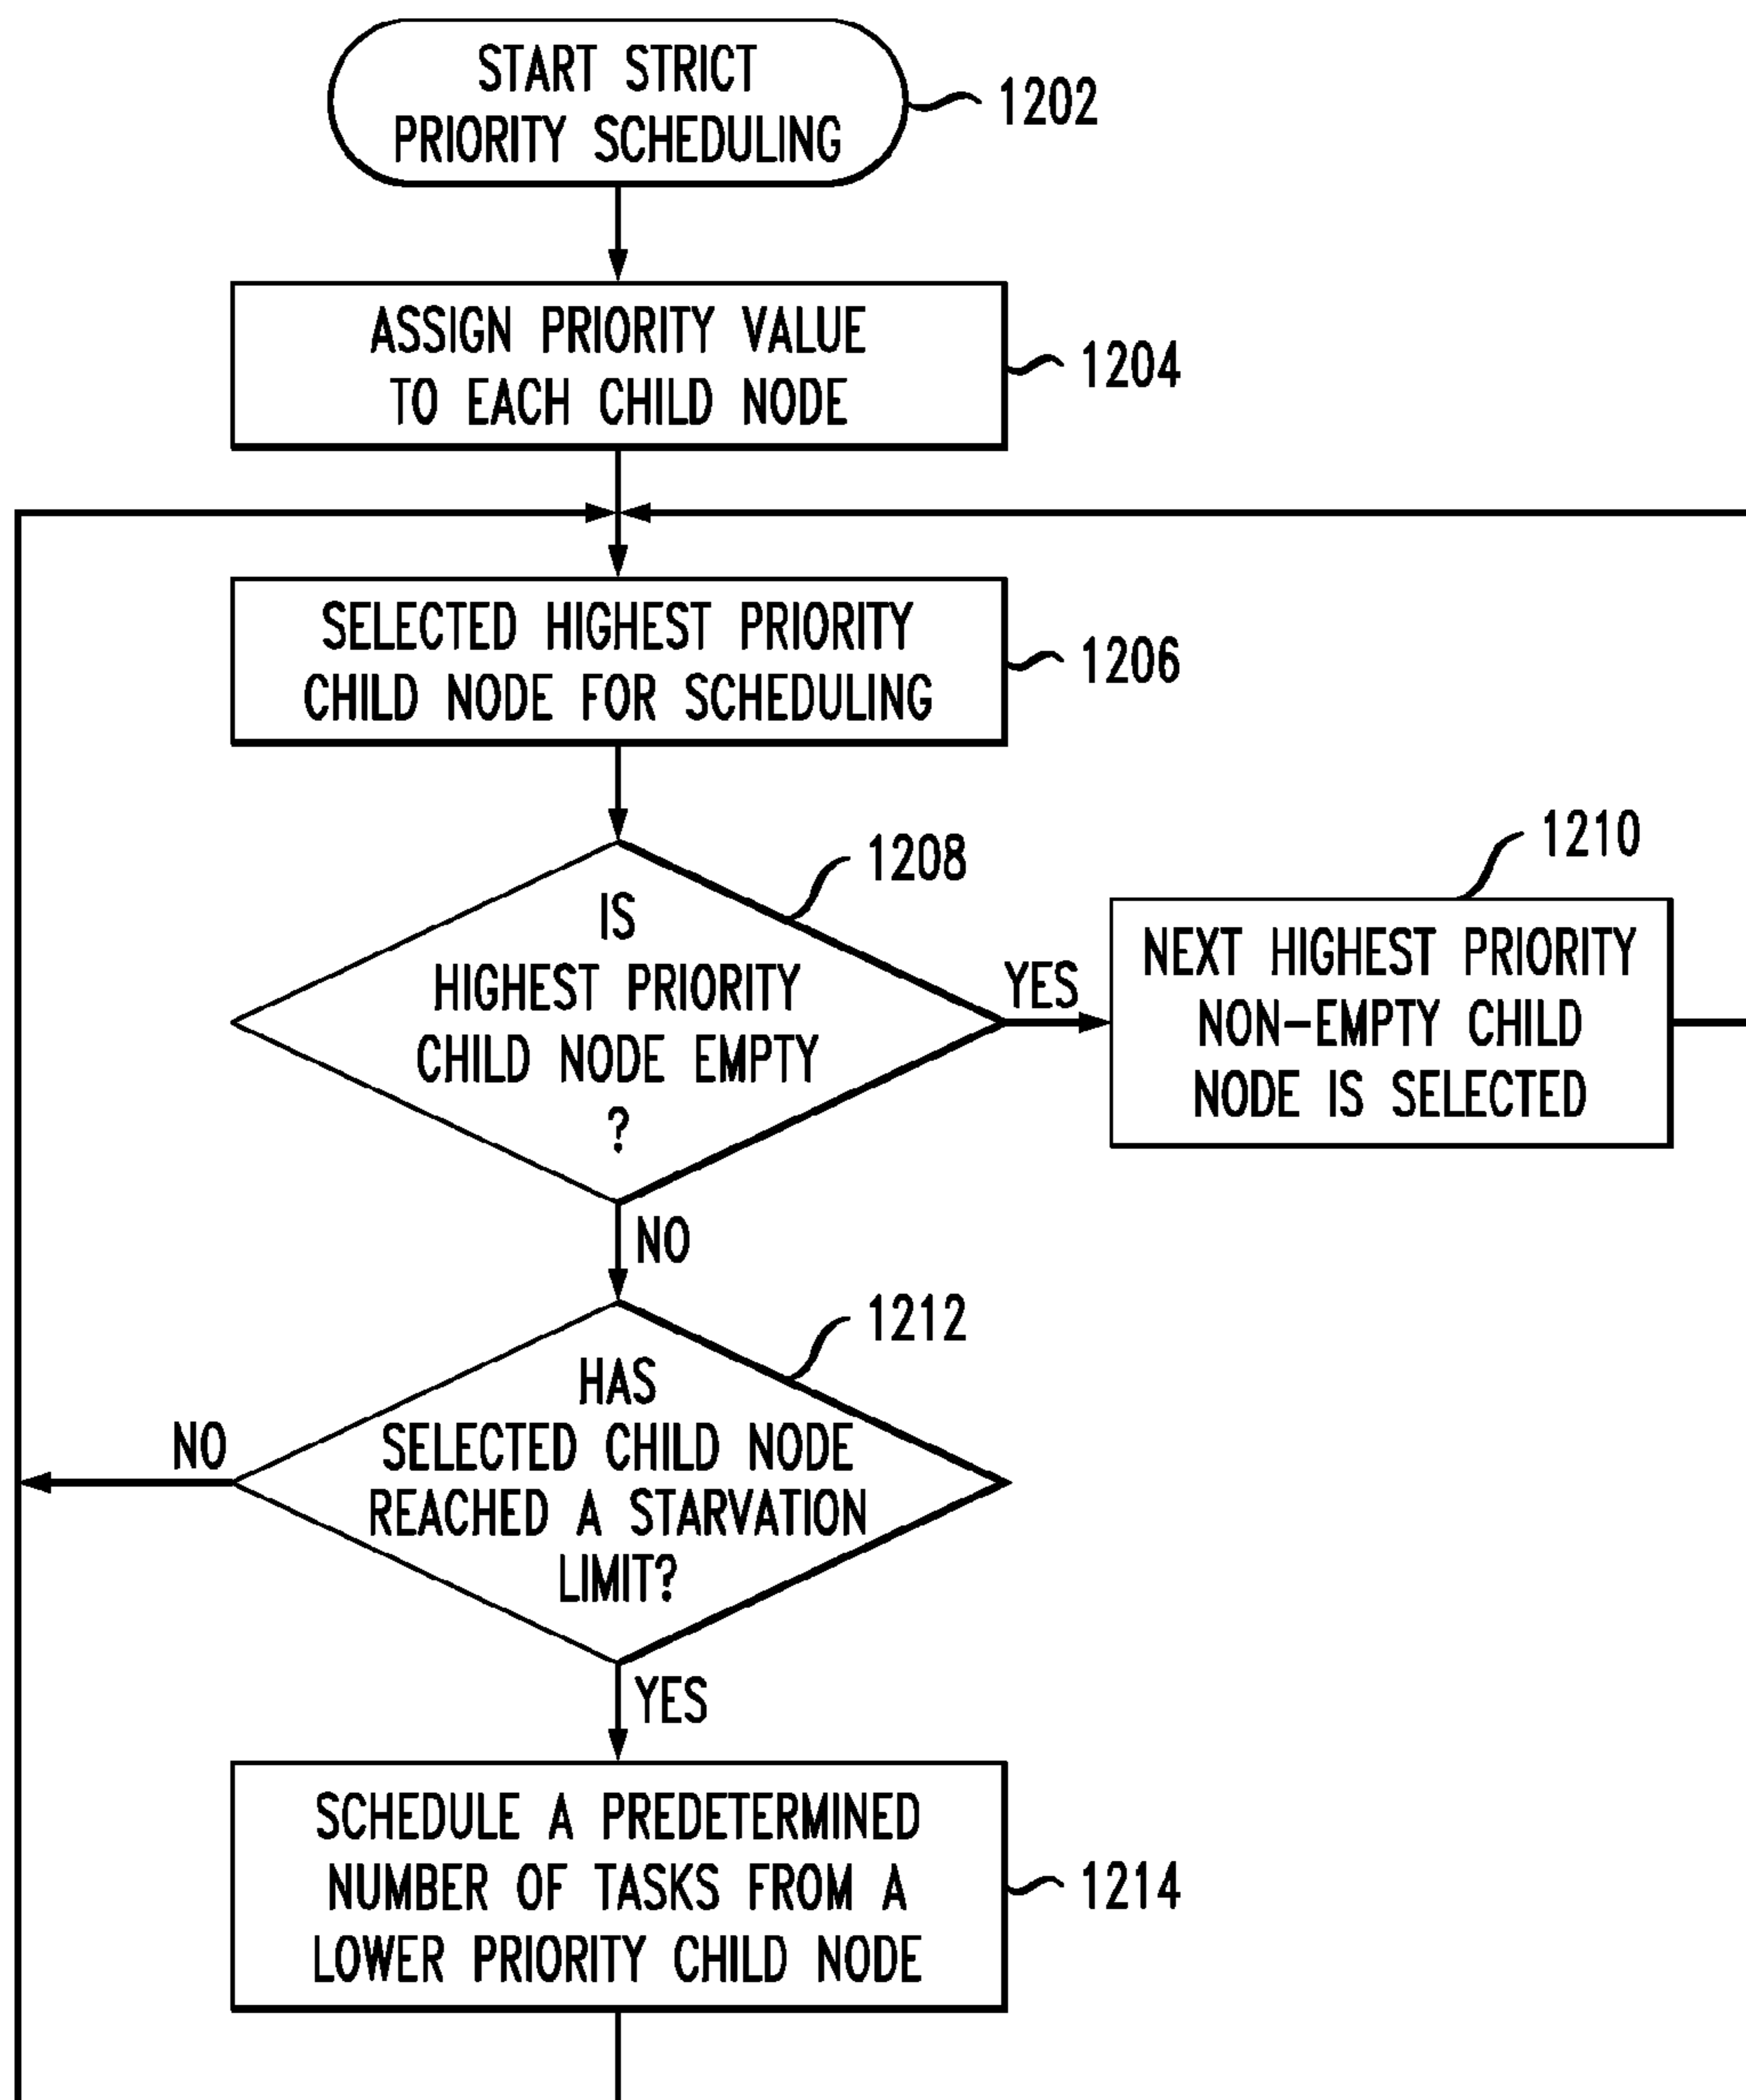 START STRICT
PRIORITY SCHEDULING
1202
ASSIGN PRIORITY VALUE
TO EACH CHILD NODE
1204
SELECTED HIGHEST PRIORITY
CHILD NODE FOR SCHEDULING
1206
1208
IS
HIGHEST PRIORITY
CHILD NODE EMPTY
?
YES
1210
NEXT HIGHEST PRIORITY
NON-EMPTY CHILD
NODE IS SELECTED
NO
1212
HAS
SELECTED CHILD NODE
REACHED A STARVATION
LIMIT?
NO
YES
SCHEDULE A PREDETERMINED
NUMBER OF TASKS FROM A
LOWER PRIORITY CHILD NODE
1214